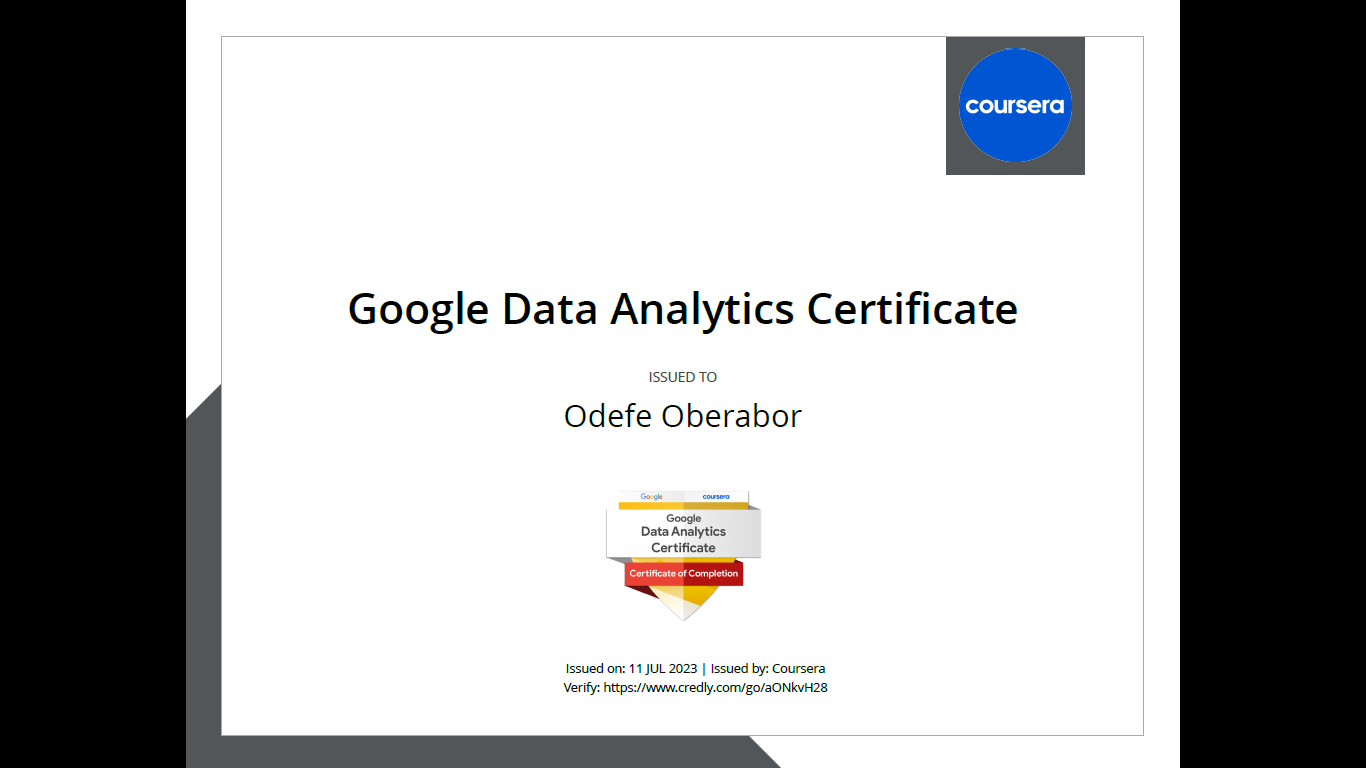 coursera
Google Data Analytics Certificate
ISSUED TO
Odefe Oberabor
Google coursera
Google
Data Analytics
Certificate
Certificate of Completion
Issued on: 11 JUL 2023 | Issued by: Coursera
Verify: https://www.credly.com/go/aONkvH28